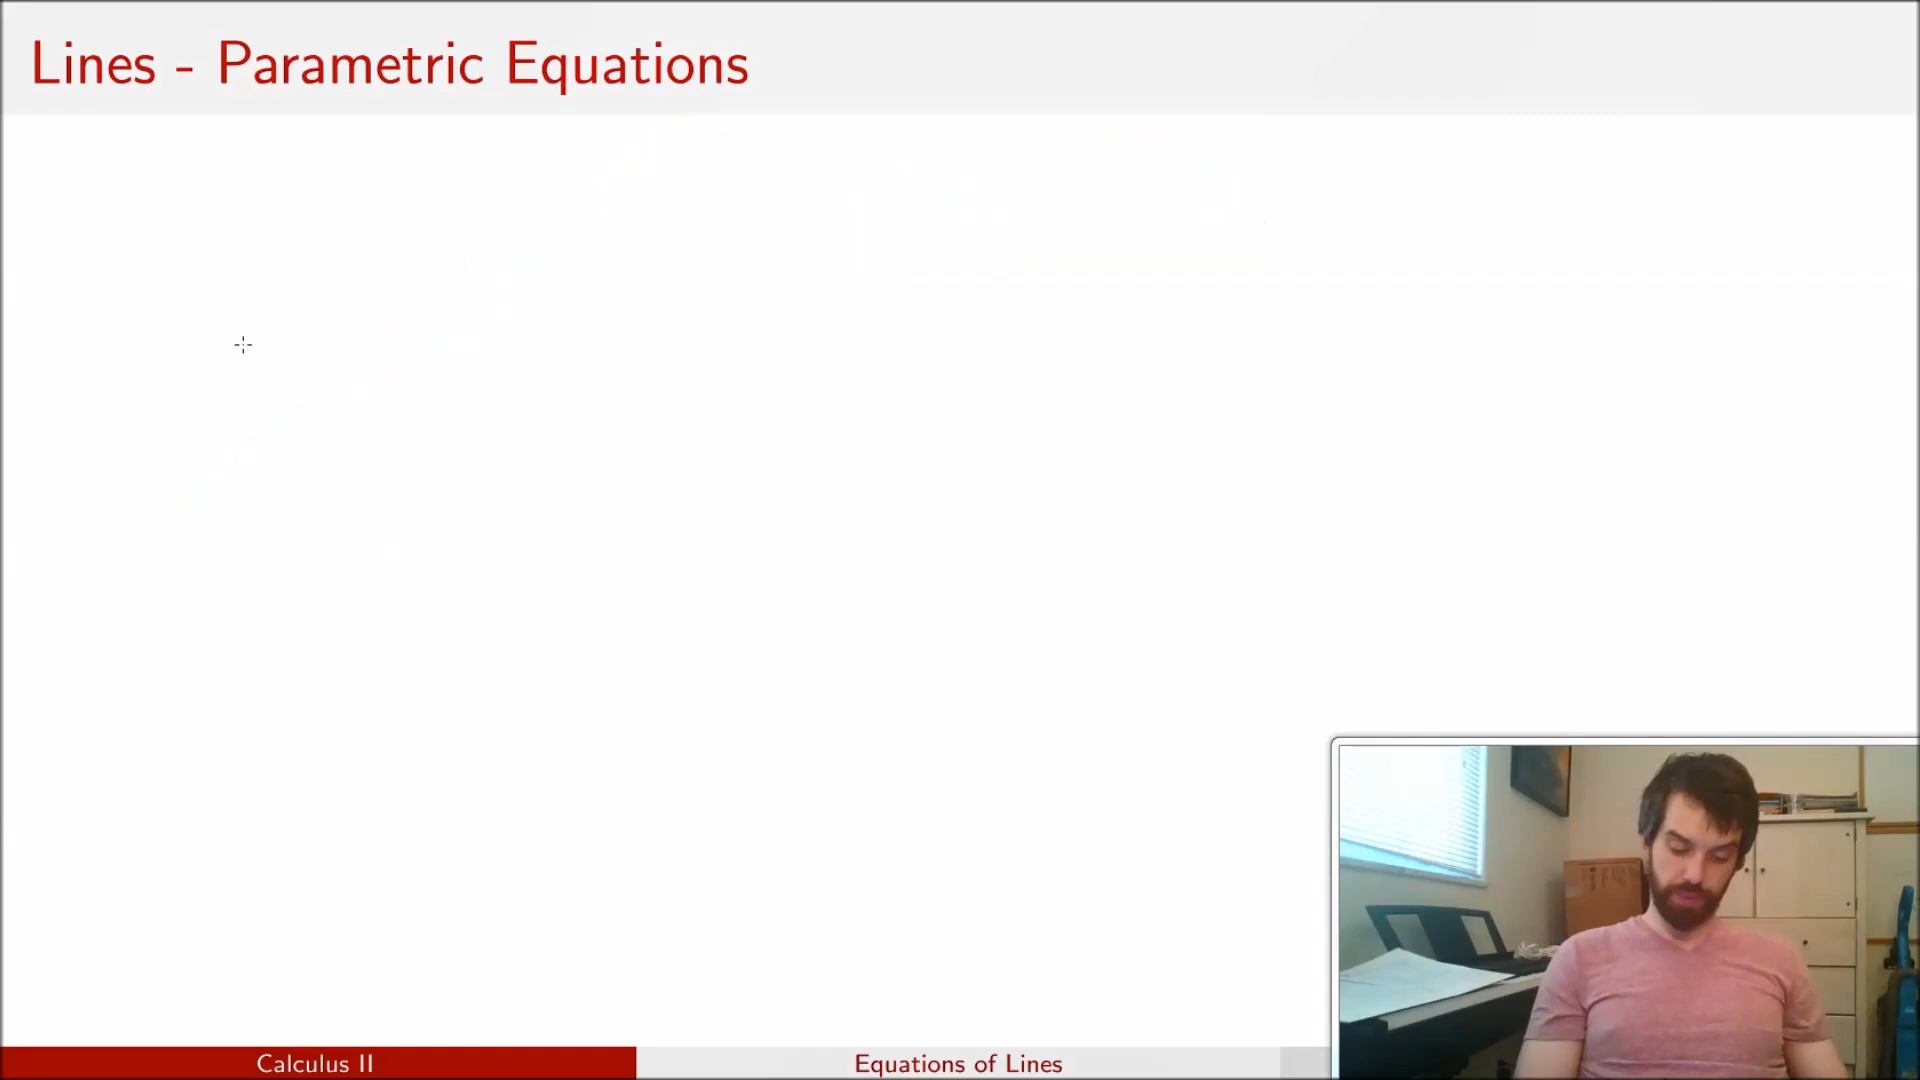 Lines - Parametric Equations
Calculus II
Equations of Lines